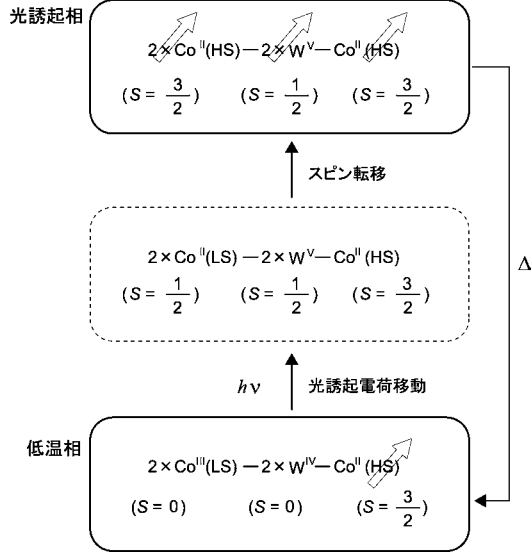 光誘起相
2×Co^II(HS)—2×W^V—Co^II(HS)
(S = 3/2) (S = 1/2) (S = 3/2)
スピン転移
2×Co^II(LS)—2×W^V—Co^II(HS)
(S = 1/2) (S = 1/2) (S = 3/2)
Δ
hν 光誘起電荷移動
低温相
2×Co^III(LS)—2×W^IV—Co^II(HS)
(S = 0) (S = 0) (S = 3/2)